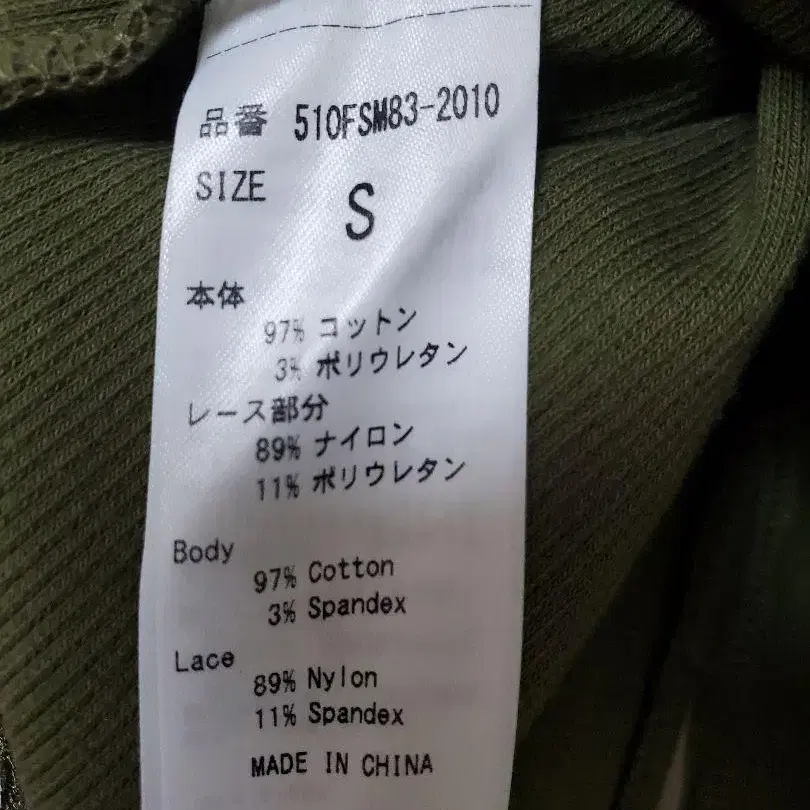 品番 510FSM83-2010
SIZE S
本体
97% コットン
3% ポリウレタン
レース部分
89% ナイロン
11% ポリウレタン
Body
97% Cotton
3% Spandex
Lace
89% Nylon
11% Spandex
MADE IN CHINA